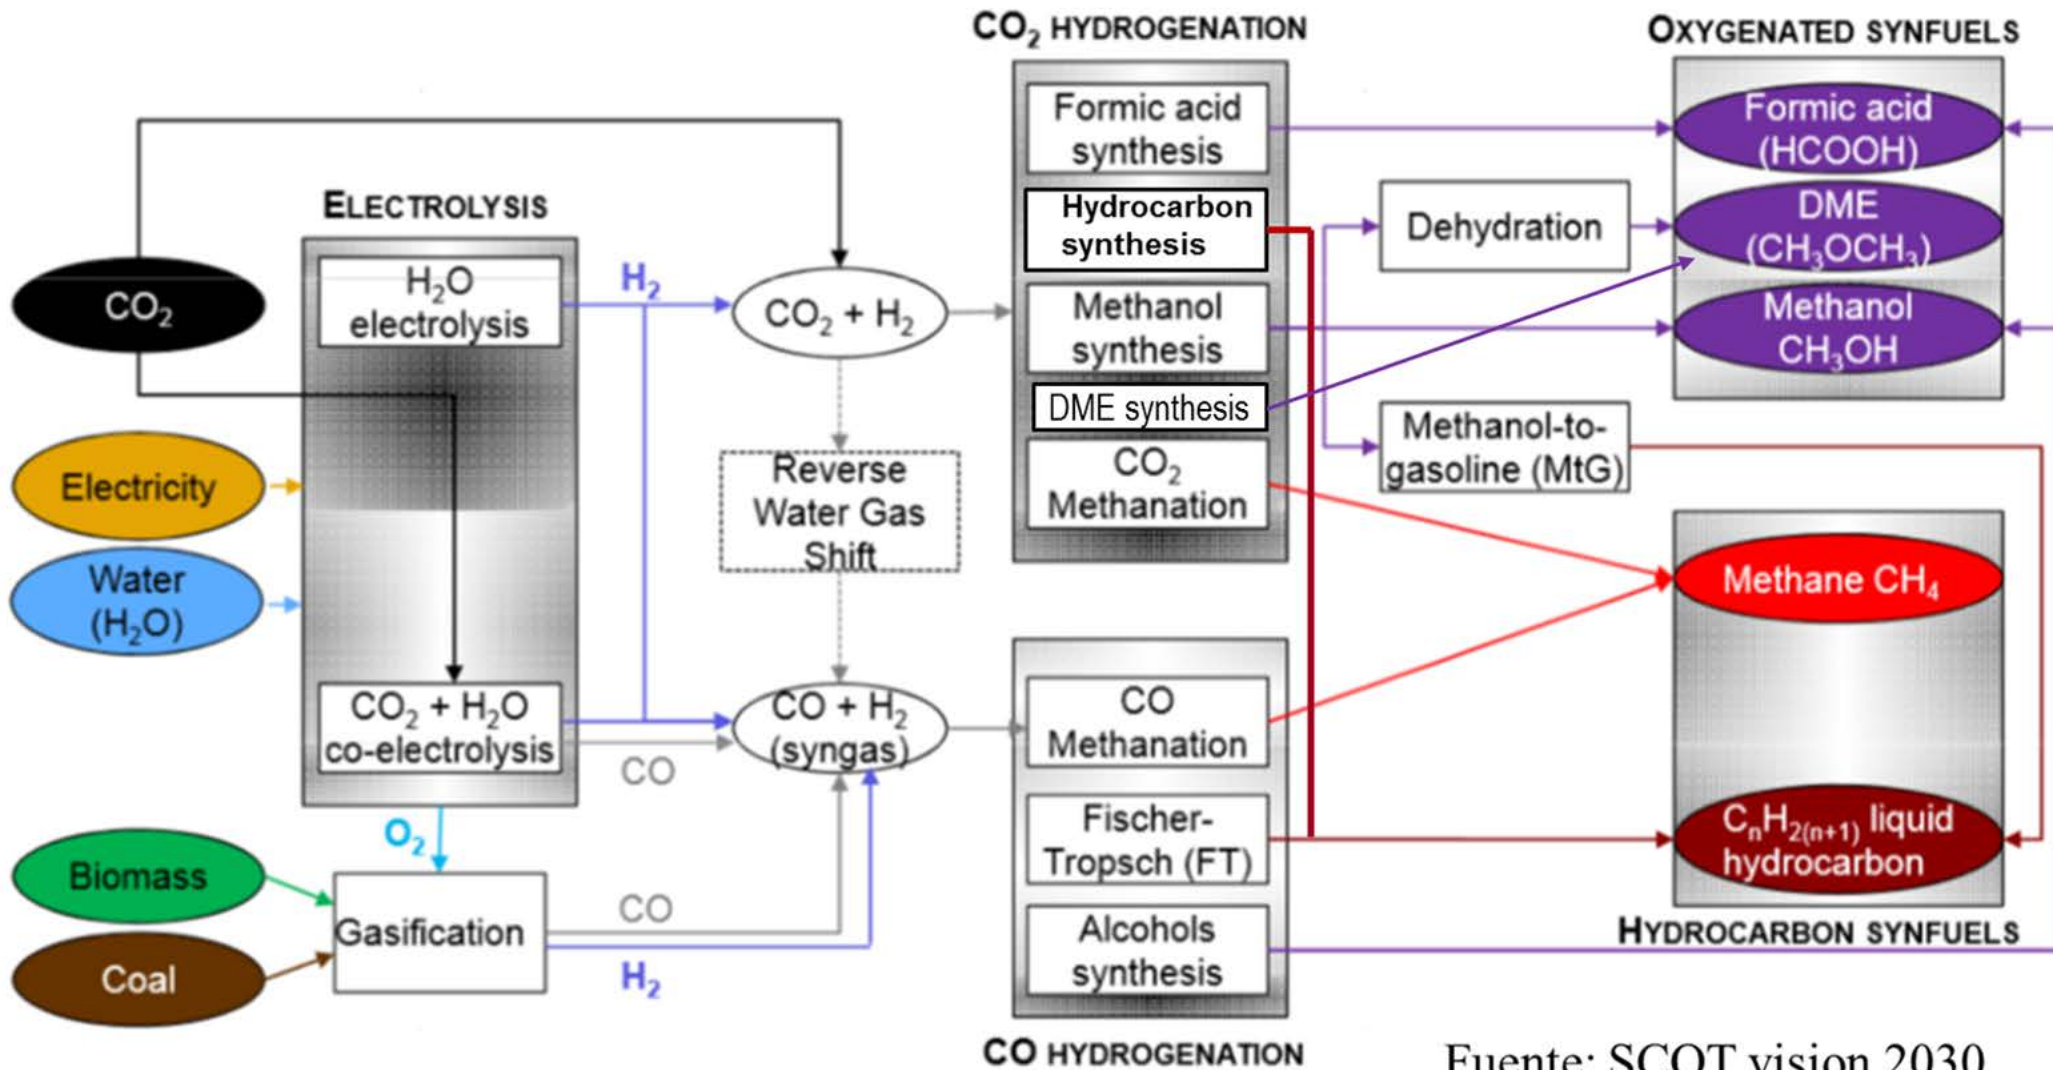 CO₂ HYDROGENATION
OXYGENATED SYNFUELS
Formic acid
synthesis
Formic acid
(HCOOH)
ELECTROLYSIS
Hydrocarbon
synthesis
Dehydration
DME
(CH₃OCH₃)
CO₂
H₂O
electrolysis
H₂
CO₂ + H₂
Methanol
synthesis
Methanol
CH₃OH
DME synthesis
Methanol-to-
gasoline (MtG)
Electricity
Reverse
Water Gas
Shift
CO₂
Methanation
Water
(H₂O)
Methane CH₄
CO₂ + H₂O
co-electrolysis
CO
CO + H₂
(syngas)
CO
Methanation
O₂
Fischer-
Tropsch (FT)
CₙH₂₍ₙ₊₁₎ liquid
hydrocarbon
Biomass
Coal
Gasification
CO
H₂
Alcohols
synthesis
HYDROCARBON SYNFUELS
CO HYDROGENATION
Fuente: SCOT vision 2030